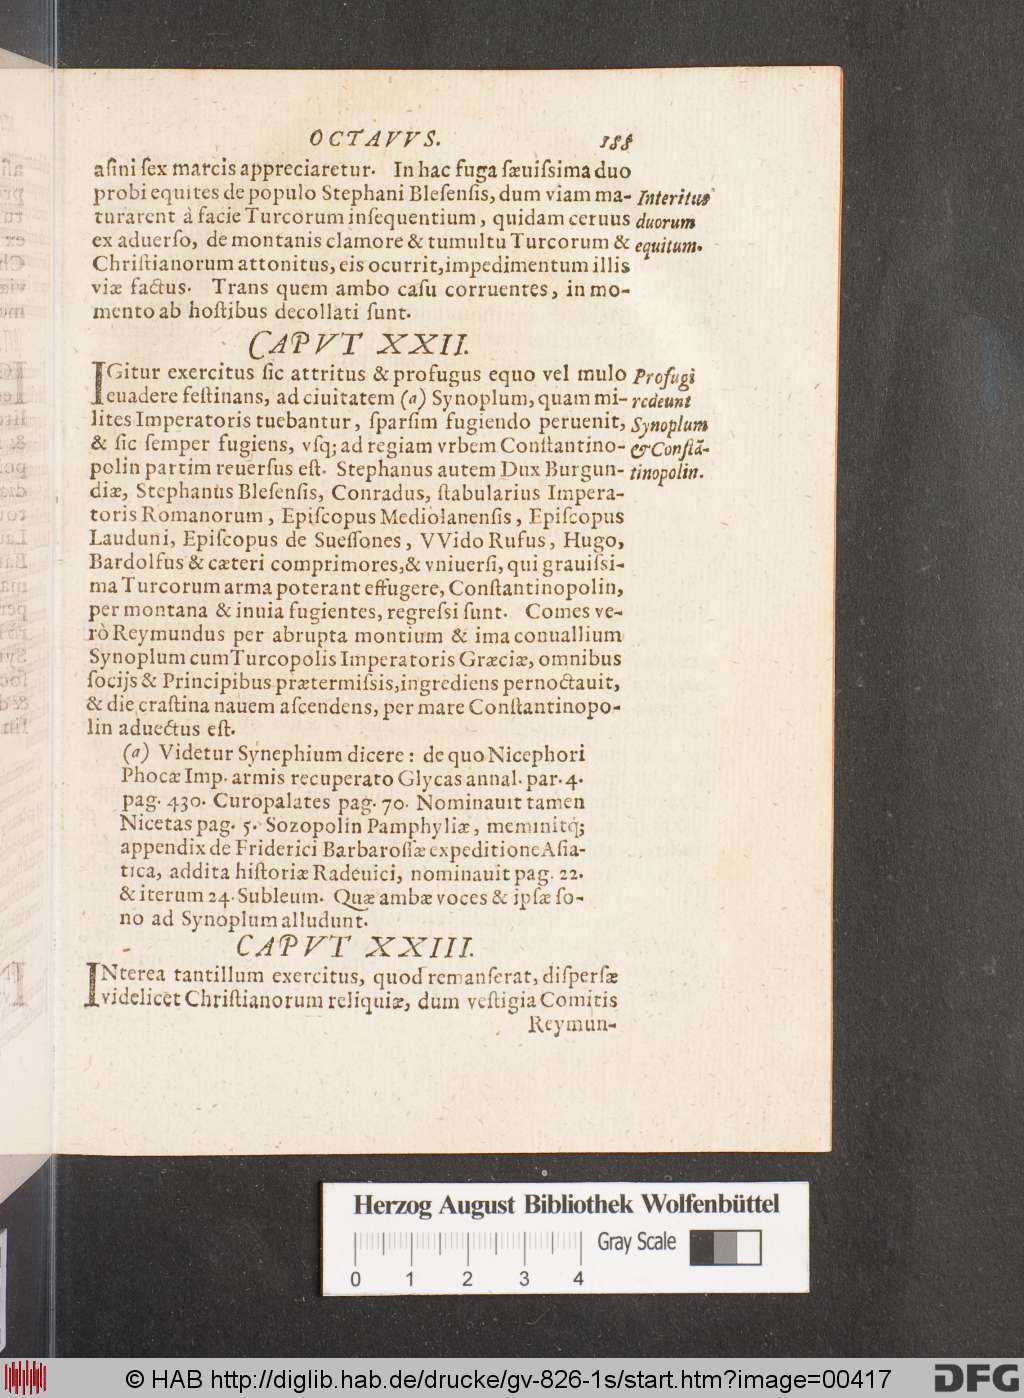 OCTAVVS. 188
aſini ſex marcis appreciaretur. In hac fuga ſæuiſsima duo
probi equites de populo Stephani Bleſenſis, dum viam ma-
turarent à facie Turcorum inſequentium, quidam ceruus
ex aduerſo, de montanis clamore & tumultu Turcorum &
Chriſtianorum attonitus, eis ocurrit, impedimentum illis
viæ factus. Trans quem ambo caſu corruentes, in mo-
mento ab hoſtibus decollati ſunt.
Interitus
duorum
equitum.
CAPVT XXII.
IGitur exercitus ſic attritus & profugus equo vel mulo
euadere feſtinans, ad ciuitatem (a) Synoplum, quam mi-
lites Imperatoris tuebantur, ſparſim fugiendo peruenit,
& ſic ſemper fugiens, vſq; ad regiam vrbem Conſtantino-
polin partim reuerſus eſt. Stephanus autem Dux Burgun-
diæ, Stephanus Bleſenſis, Conradus, ſtabularius Impera-
toris Romanorum, Epiſcopus Mediolanenſis, Epiſcopus
Lauduni, Epiſcopus de Sueſſones, VVido Rufus, Hugo,
Bardolfus & cæteri comprimores, & vniuerſi, qui grauiſsi-
ma Turcorum arma poterant effugere, Conſtantinopolin,
per montana & inuia fugientes, regreſsi ſunt. Comes ve-
rò Reymundus per abrupta montium & ima conuallium
Synoplum cum Turcopolis Imperatoris Græciæ, omnibus
ſocijs & Principibus prætermiſsis, ingrediens pernoctauit,
& die craſtina nauem aſcendens, per mare Conſtantinopo-
lin aduectus eſt.
Profugi
redeunt
Synoplum
& Conſtā-
tinopolin.
(a) Videtur Synephium dicere: de quo Nicephori
Phocæ Imp. armis recuperato Glycas annal. par. 4.
pag. 430. Curopalates pag. 70. Nominauit tamen
Nicetas pag. 5. Sozopolin Pamphyliæ, meminitq́;
appendix de Friderici Barbaroſſæ expeditione Aſia-
tica, addita hiſtoriæ Radeuici, nominauit pag. 22.
& iterum 24. Subleum. Quæ ambæ voces & ipſæ ſo-
no ad Synoplum alludunt.
CAPVT XXIII.
INterea tantillum exercitus, quod remanſerat, diſperſæ
videlicet Chriſtianorum reliquiæ, dum veſtigia Comitis
Reymun-
Herzog August Bibliothek Wolfenbüttel
Gray Scale
0 1 2 3 4
© HAB http://diglib.hab.de/drucke/gv-826-1s/start.htm?image=00417
DFG